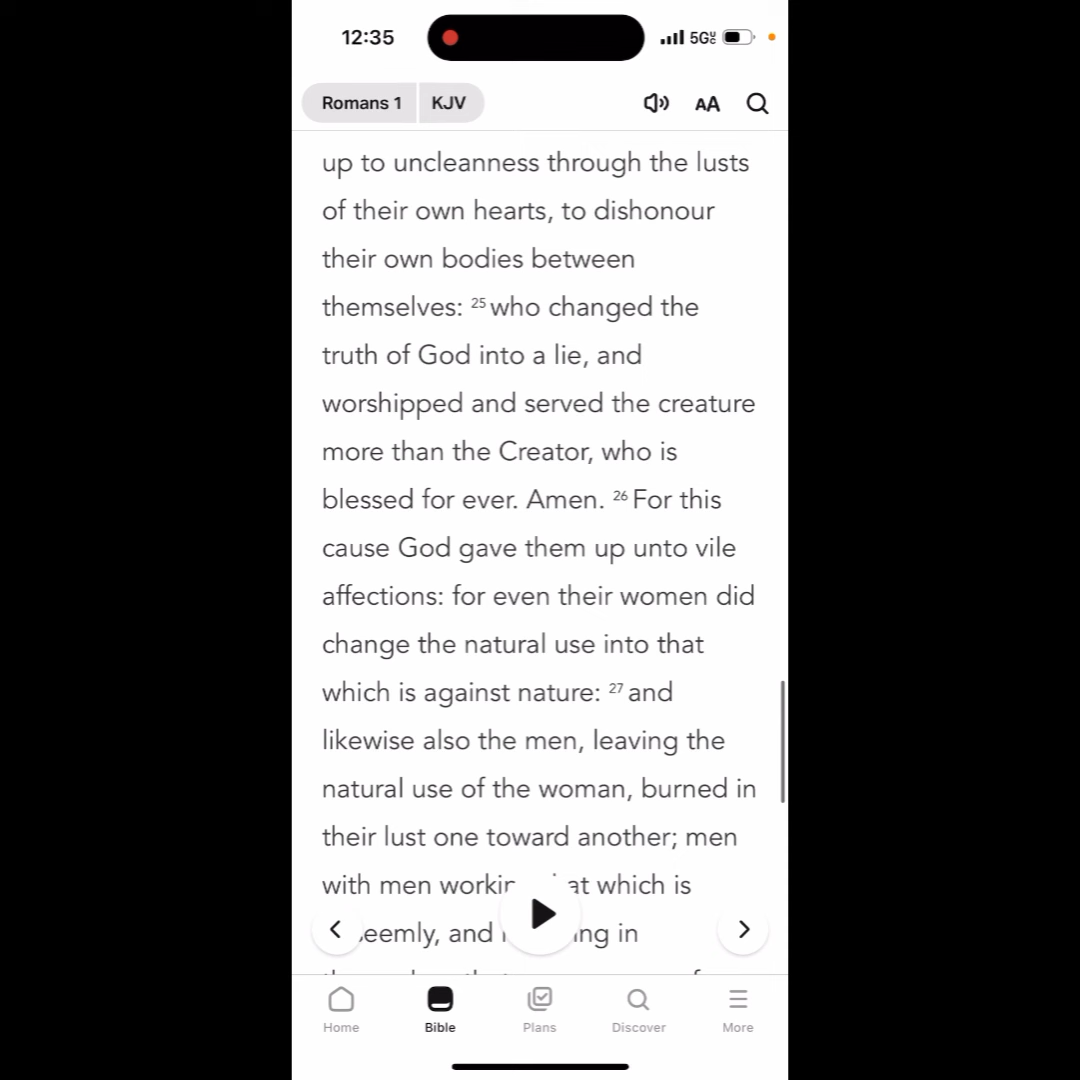 12:35
5G
Romans 1 KJV AA
up to uncleanness through the lusts
of their own hearts, to dishonour
their own bodies between
themselves: 25 who changed the
truth of God into a lie, and
worshipped and served the creature
more than the Creator, who is
blessed for ever. Amen. 26 For this
cause God gave them up unto vile
affections: for even their women did
change the natural use into that
which is against nature: 27 and
likewise also the men, leaving the
natural use of the woman, burned in
their lust one toward another; men
with men which is
and in
Home Bible Plans Discover More